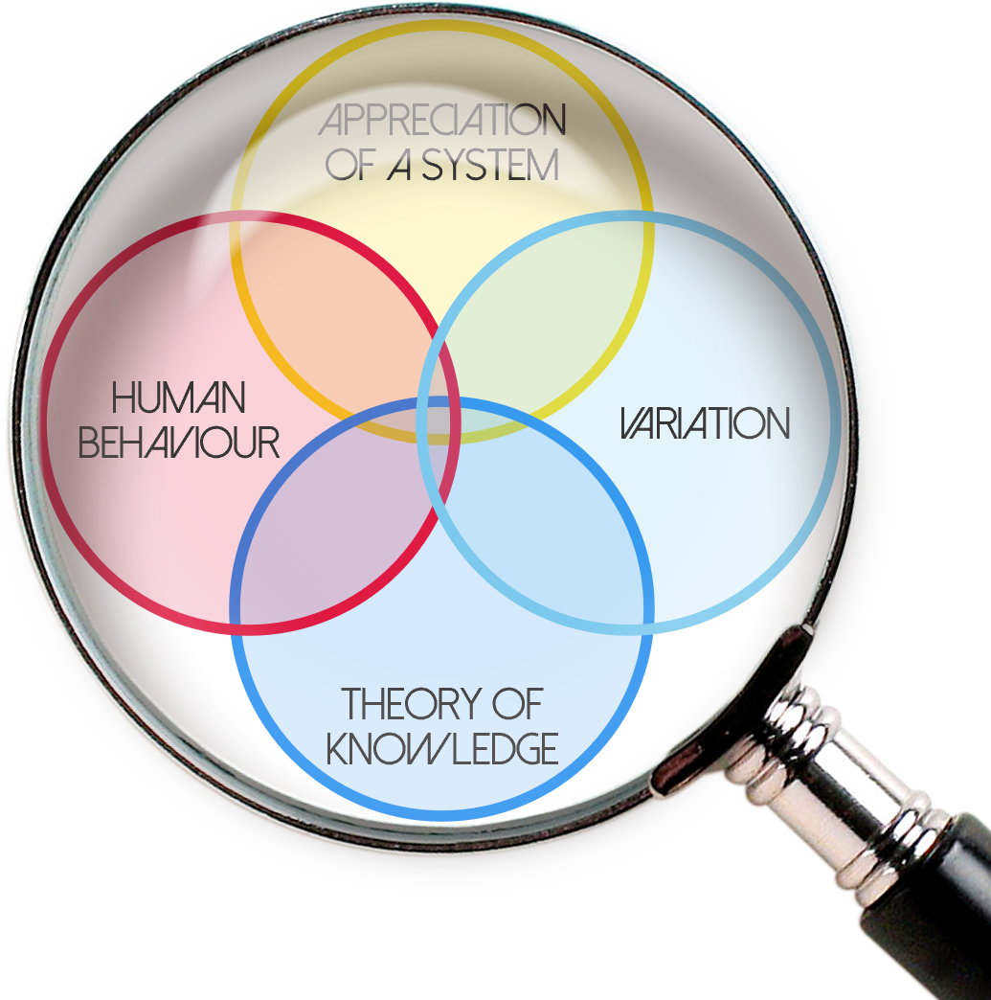 APPRECIATION
OF A SYSTEM
HUMAN
BEHAVIOUR
VARIATION
THEORY OF
KNOWLEDGE